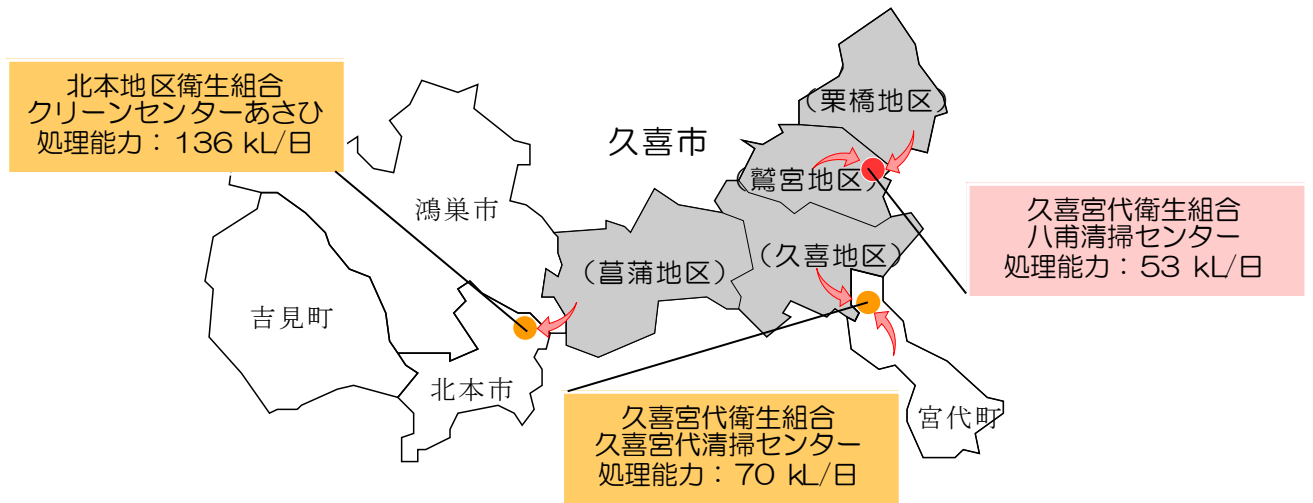 北本地区衛生組合
クリーンセンターあさひ
処理能力：136 kL/日
久喜市
（栗橋地区）
（鷲宮地区）
鴻巣市
（菖蒲地区）
（久喜地区）
久喜宮代衛生組合
八甫清掃センター
処理能力：53 kL/日
吉見町
北本市
久喜宮代衛生組合
久喜宮代清掃センター
処理能力：70 kL/日
宮代町